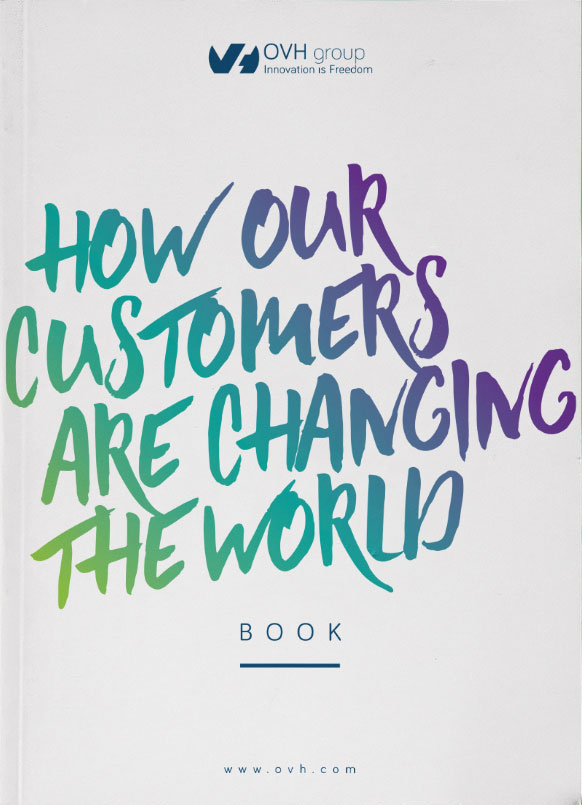 OVH group
Innovation is Freedom
HOW OUR
CUSTOMERS
ARE CHANGING
THE WORLD
BOOK
www.ovh.com